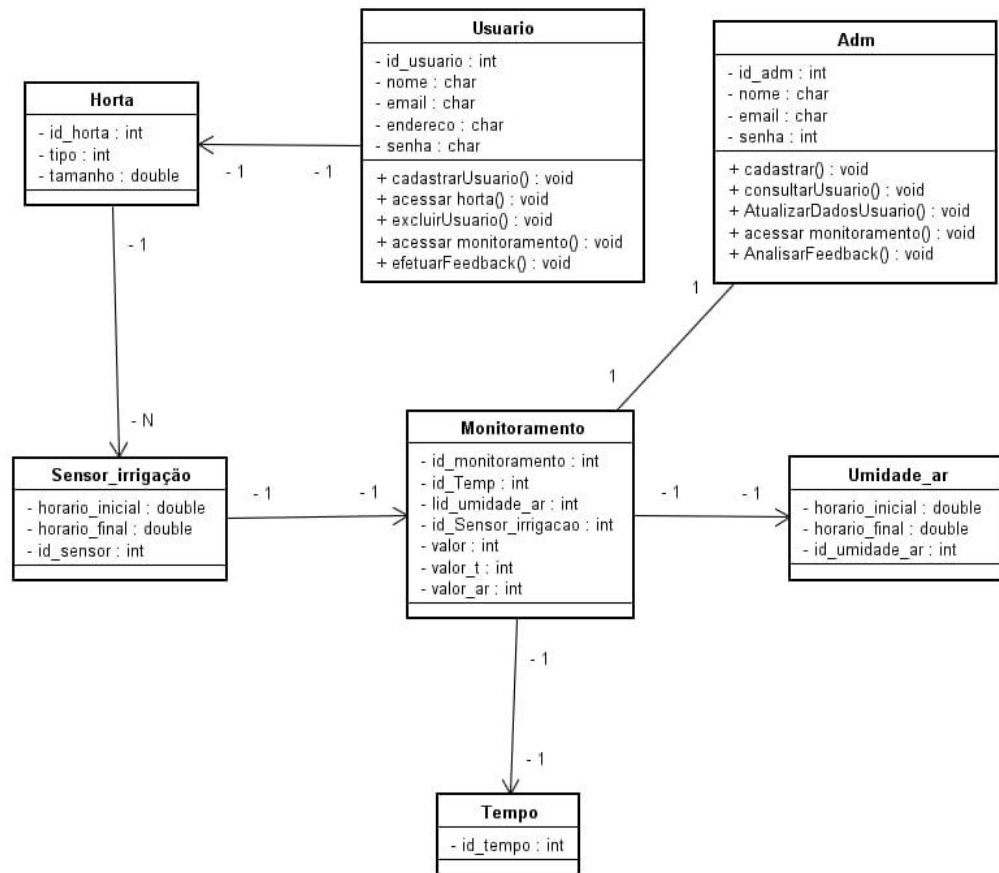 Usuario
- id_usuario : int
- nome : char
- email : char
- endereco : char
- senha : char
+ cadastrarUsuario() : void
+ acessar horta() : void
+ excluirUsuario() : void
+ acessar monitoramento() : void
+ efetuarFeedback() : void
Adm
- id_adm : int
- nome : char
- email : char
- senha : int
+ cadastrar() : void
+ consultarUsuario() : void
+ AtualizarDadosUsuario() : void
+ acessar monitoramento() : void
+ AnalisarFeedback() : void
Horta
- id_horta : int
- tipo : int
- tamanho : double
- 1
- 1
- 1
1
1
- N
Sensor_irrigação
- horario_inicial : double
- horario_final : double
- id_sensor : int
- 1
- 1
Monitoramento
- id_monitoramento : int
- id_Temp : int
- lid_umidade_ar : int
- id_Sensor_irrigacao : int
- valor : int
- valor_t : int
- valor_ar : int
- 1
- 1
Umidade_ar
- horario_inicial : double
- horario_final : double
- id_umidade_ar : int
- 1
- 1
Tempo
- id_tempo : int